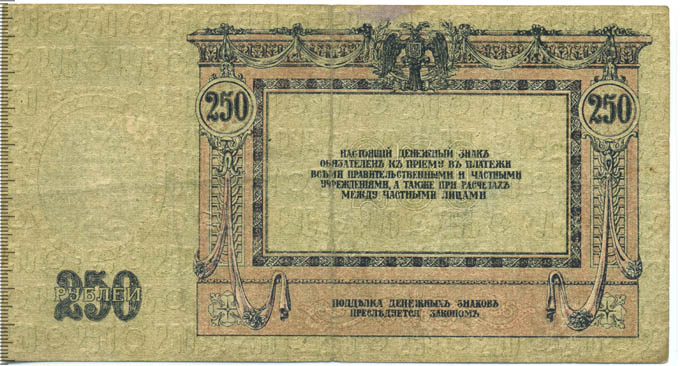 250 250
НАСТОЯЩІЙ ДЕНЕЖНЫЙ ЗНАКЪ
ОБЯЗАТЕЛЕНЪ КЪ ПРІЕМУ ВЪ ПЛАТЕЖИ
ВСѢМИ ПРАВИТЕЛЬСТВЕННЫМИ И ЧАСТНЫМИ
УЧРЕЖДЕНІЯМИ, А ТАКЖЕ ПРИ РАСЧЕТАХЪ
МЕЖДУ ЧАСТНЫМИ ЛИЦАМИ
250
РУБЛЕЙ
ПОДДѢЛКА ДЕНЕЖНЫХЪ ЗНАКОВЪ
ПРЕСЛѢДУЕТСЯ ЗАКОНОМЪ